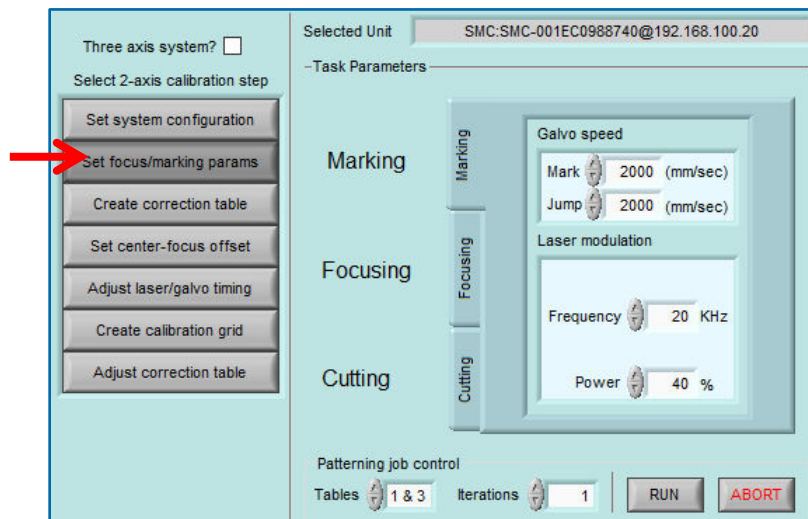 Three axis system?
Select 2-axis calibration step
Set system configuration
Set focus/marking params
Create correction table
Set center-focus offset
Adjust laser/galvo timing
Create calibration grid
Adjust correction table
Selected Unit SMC:SMC-001EC0988740@192.168.100.20
Task Parameters
Marking
Focusing
Cutting
Marking
Focusing
Cutting
Galvo speed
Mark 2000 (mm/sec)
Jump 2000 (mm/sec)
Laser modulation
Frequency 20 KHz
Power 40 %
Patterning job control
Tables 1 & 3 Iterations 1 RUN ABORT